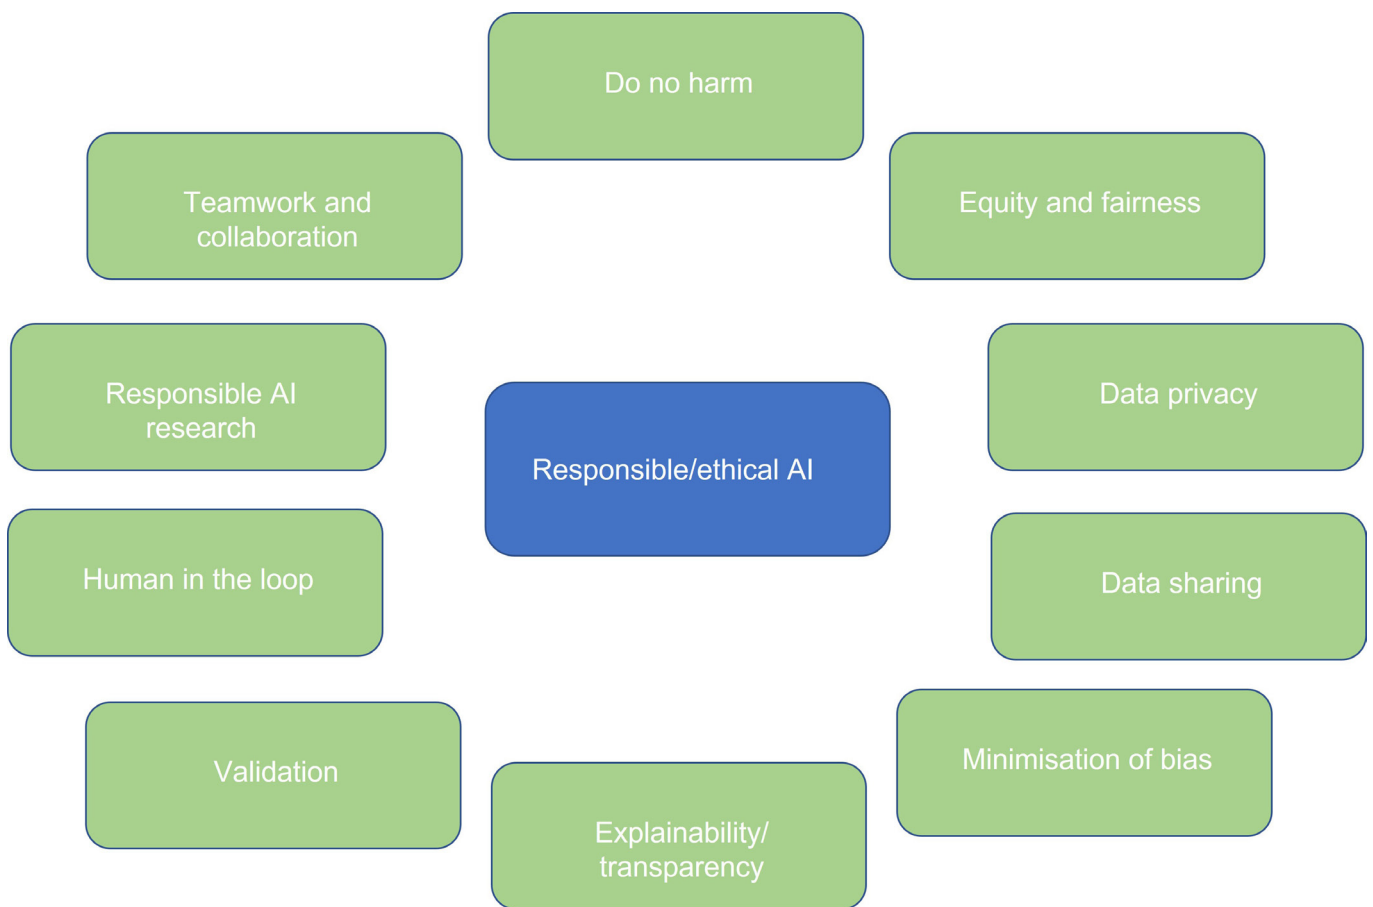 Do no harm
Teamwork and
collaboration
Equity and fairness
Responsible AI
research
Data privacy
Responsible/ethical AI
Human in the loop
Data sharing
Validation
Minimisation of bias
Explainability/
transparency